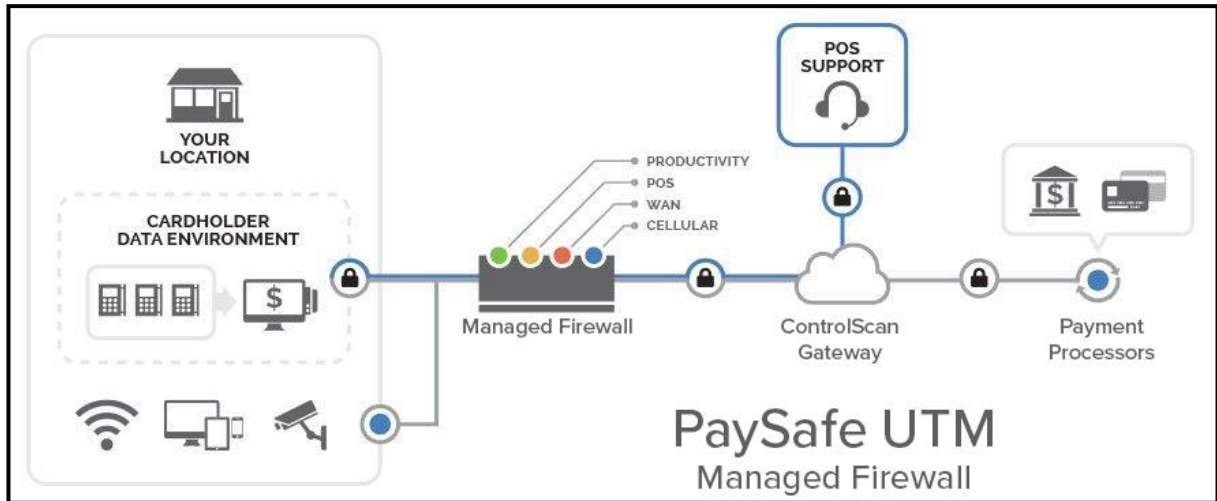 YOUR
LOCATION
CARDHOLDER
DATA ENVIRONMENT
$
PRODUCTIVITY
POS
WAN
CELLULAR
Managed Firewall
POS
SUPPORT
ControlScan
Gateway
$
Payment
Processors
PaySafe UTM
Managed Firewall